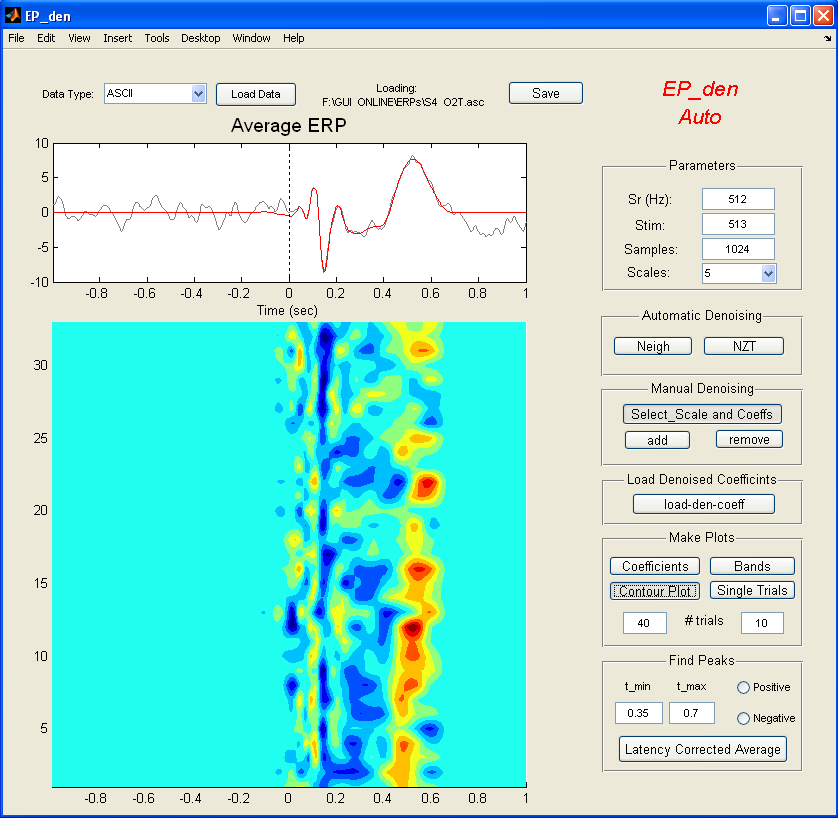 EP_den
File Edit View Insert Tools Desktop Window Help
Data Type: ASCII Load Data Loading: Save
F:\GUI ONLINE\ERPs\S4 O2T.asc
EP_den
Auto
Average ERP
10
5
0
-5
-10
-0.8 -0.6 -0.4 -0.2 0 0.2 0.4 0.6 0.8 1
Time (sec)
30
25
20
15
10
5
-0.8 -0.6 -0.4 -0.2 0 0.2 0.4 0.6 0.8 1
Parameters
Sr (Hz): 512
Stim: 513
Samples: 1024
Scales: 5
Automatic Denoising
Neigh NZT
Manual Denoising
Select_Scale and Coeffs
add remove
Load Denoised Coefficints
load-den-coeff
Make Plots
Coefficients Bands
Contour Plot Single Trials
40 # trials 10
Find Peaks
t_min t_max Positive
0.35 0.7 Negative
Latency Corrected Average